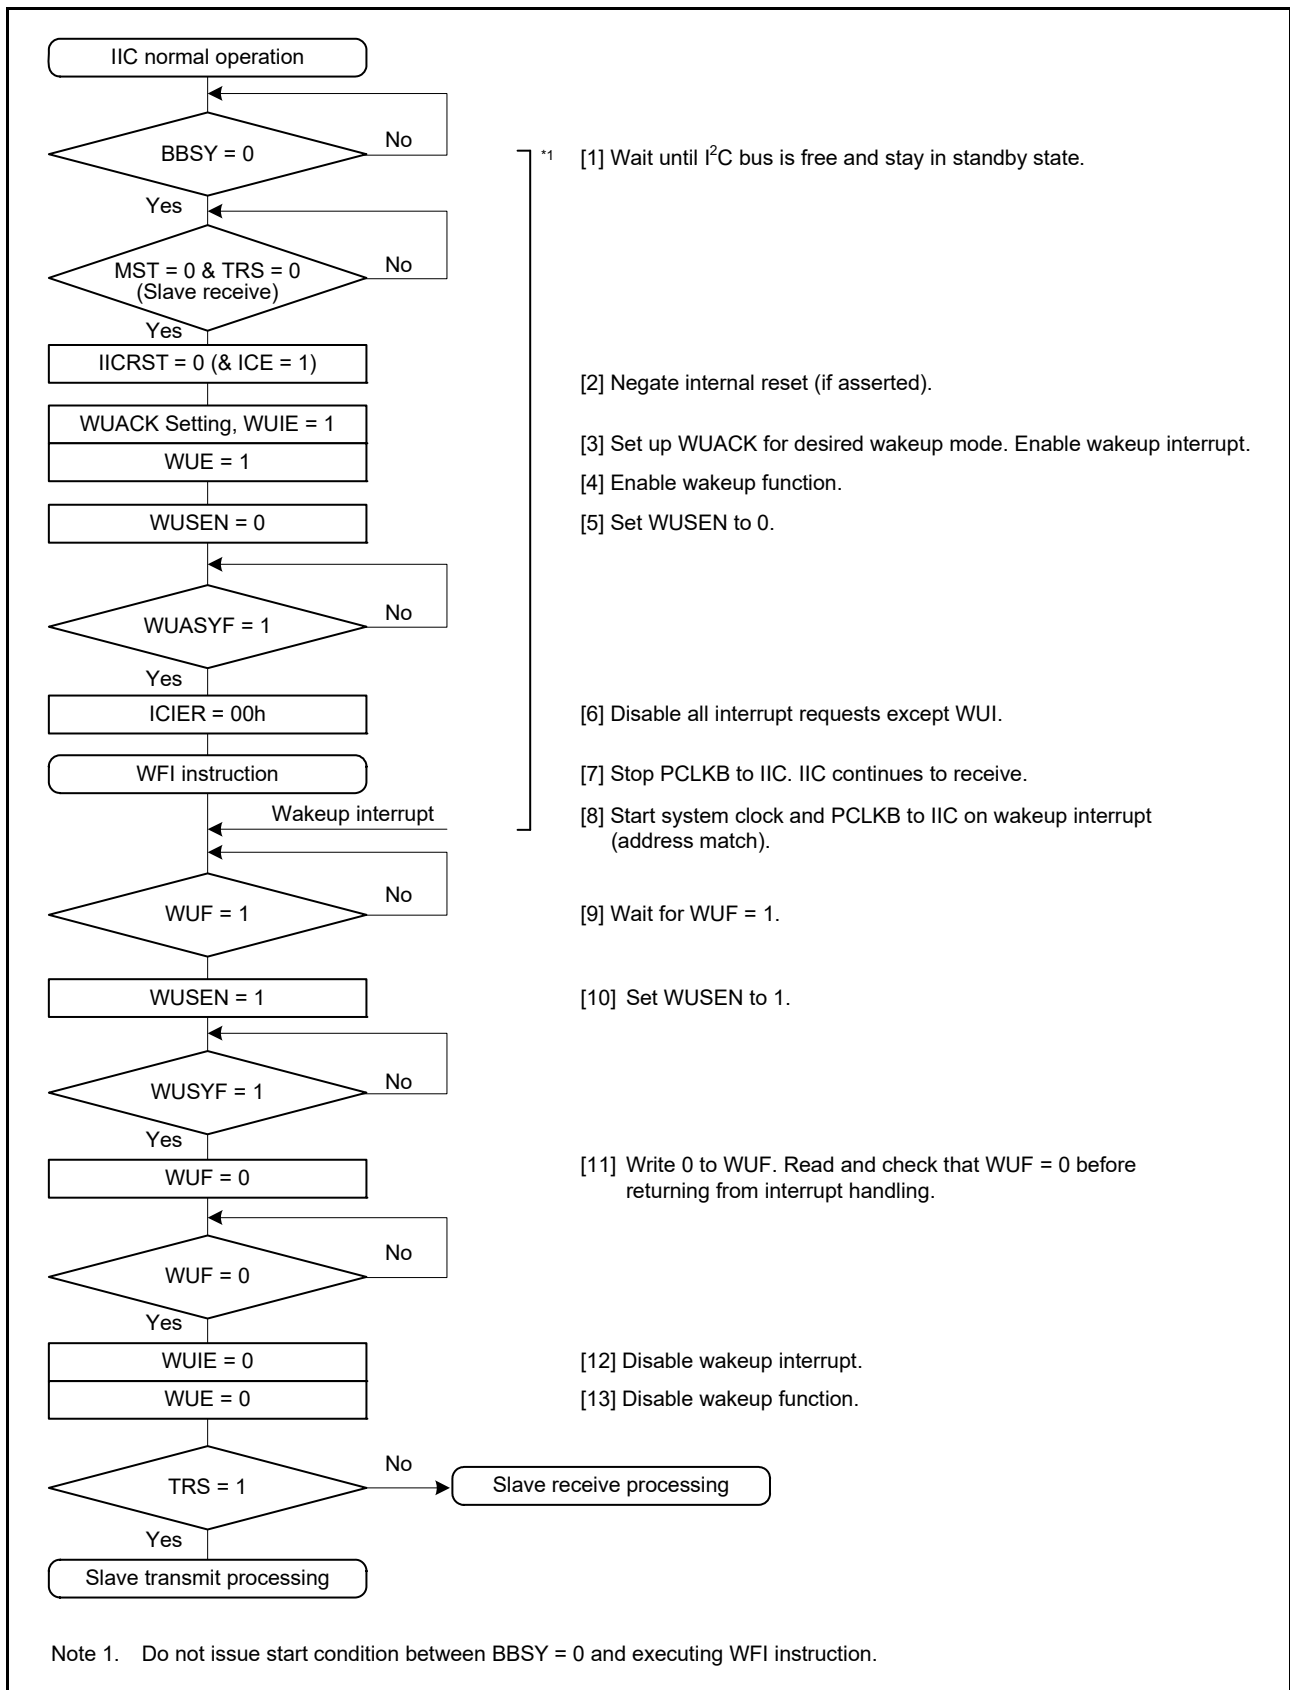 IIC normal operation
No
BBSY = 0
*1 [1] Wait until I²C bus is free and stay in standby state.
Yes
MST = 0 & TRS = 0
(Slave receive)
No
Yes
IICRST = 0 (& ICE = 1)
[2] Negate internal reset (if asserted).
WUACK Setting, WUIE = 1
[3] Set up WUACK for desired wakeup mode. Enable wakeup interrupt.
WUE = 1
[4] Enable wakeup function.
WUSEN = 0
[5] Set WUSEN to 0.
No
WUASYF = 1
Yes
ICIER = 00h
[6] Disable all interrupt requests except WUI.
WFI instruction
[7] Stop PCLKB to IIC. IIC continues to receive.
Wakeup interrupt
[8] Start system clock and PCLKB to IIC on wakeup interrupt
(address match).
No
WUF = 1
[9] Wait for WUF = 1.
WUSEN = 1
[10] Set WUSEN to 1.
WUSYF = 1
No
Yes
WUF = 0
[11] Write 0 to WUF. Read and check that WUF = 0 before
returning from interrupt handling.
No
WUF = 0
Yes
WUIE = 0
[12] Disable wakeup interrupt.
WUE = 0
[13] Disable wakeup function.
No
TRS = 1
Slave receive processing
Yes
Slave transmit processing
Note 1. Do not issue start condition between BBSY = 0 and executing WFI instruction.